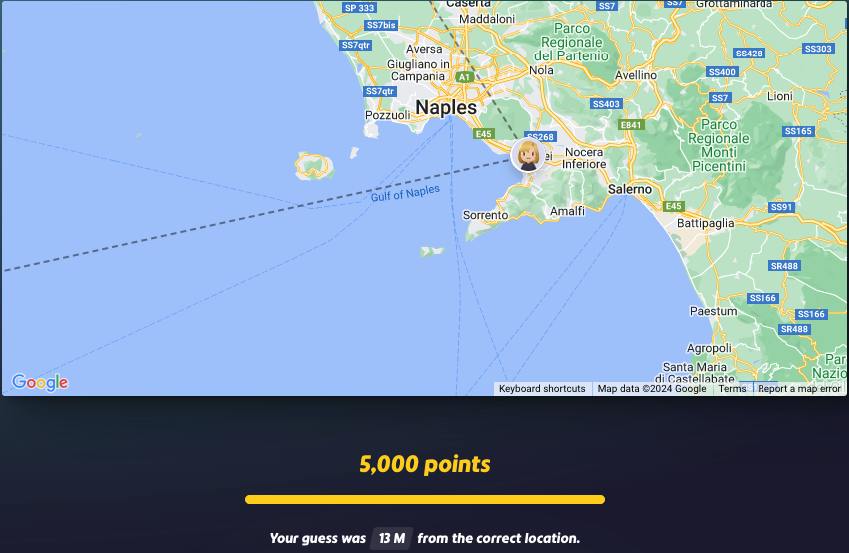 SP 333
Caserta
SS7
SS7
Grottaminarda
Maddaloni
SS7bis
Parco
Regionale
del Partenio
SS7qtr
Aversa
SS428
SS303
Giugliano in
Campania
A1
Nola
Avellino
SS400
SS7qtr
SS7
Lioni
Naples
SS403
Pozzuoli
E45
SS268
E841
Parco
Regionale
Monti
Picentini
SS165
ei
Nocera
Inferiore
Gulf of Naples
Salerno
Sorrento
Amalfi
E45
SS91
Battipaglia
SR488
SS166
SS166
Paestum
SR488
Agropoli
Santa Maria
di Castellabate
Par
Nazio
Google
Keyboard shortcuts
Map data ©2024 Google
Terms
Report a map error
5,000 points
Your guess was 13 M from the correct location.